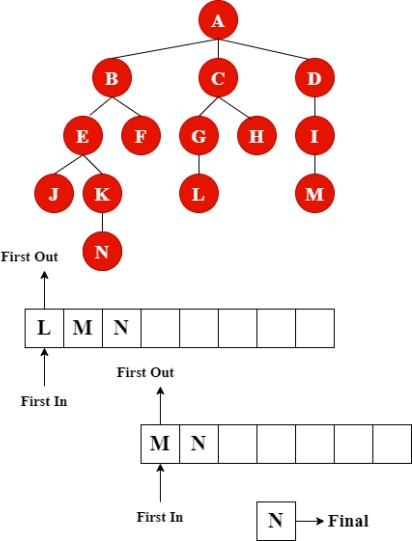 A
B C D
E F G H I
J K L M
N
First Out
L M N
First In
First Out
M N
First In
N Final